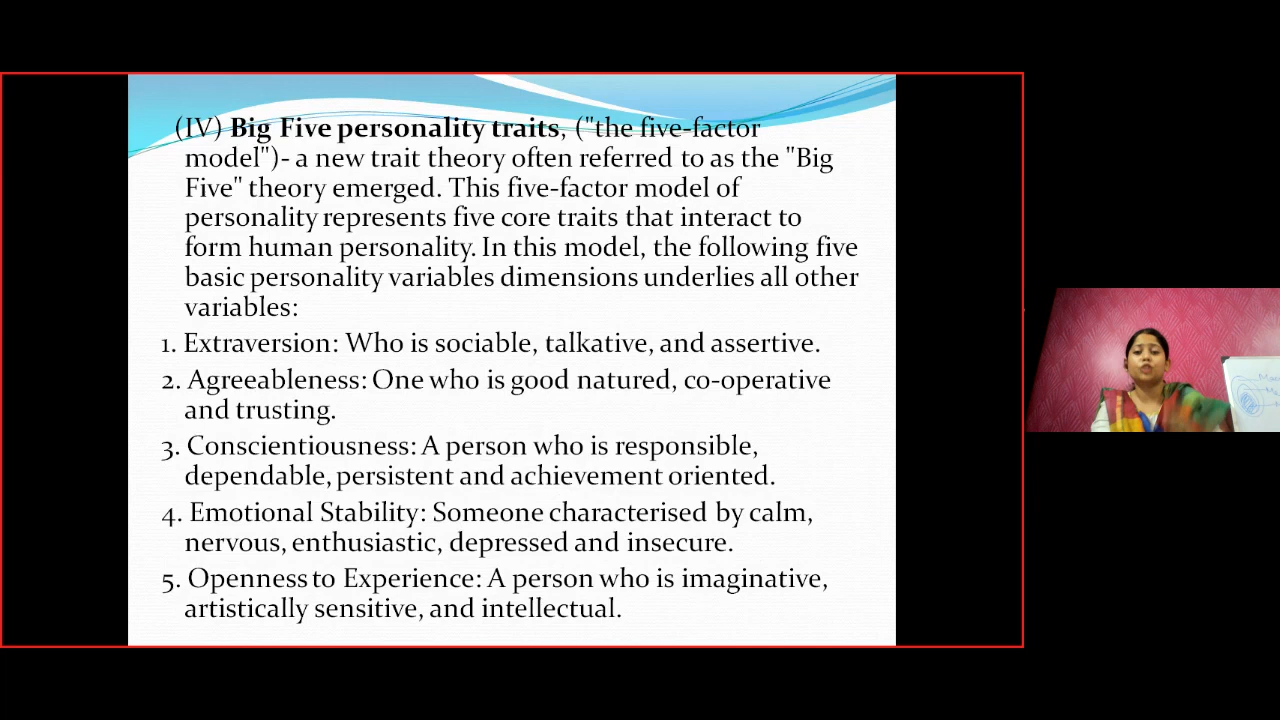 (IV) Big Five personality traits, ("the five-factor
model")- a new trait theory often referred to as the "Big
Five" theory emerged. This five-factor model of
personality represents five core traits that interact to
form human personality. In this model, the following five
basic personality variables dimensions underlies all other
variables:
1. Extraversion: Who is sociable, talkative, and assertive.
2. Agreeableness: One who is good natured, co-operative
and trusting.
3. Conscientiousness: A person who is responsible,
dependable, persistent and achievement oriented.
4. Emotional Stability: Someone characterised by calm,
nervous, enthusiastic, depressed and insecure.
5. Openness to Experience: A person who is imaginative,
artistically sensitive, and intellectual.